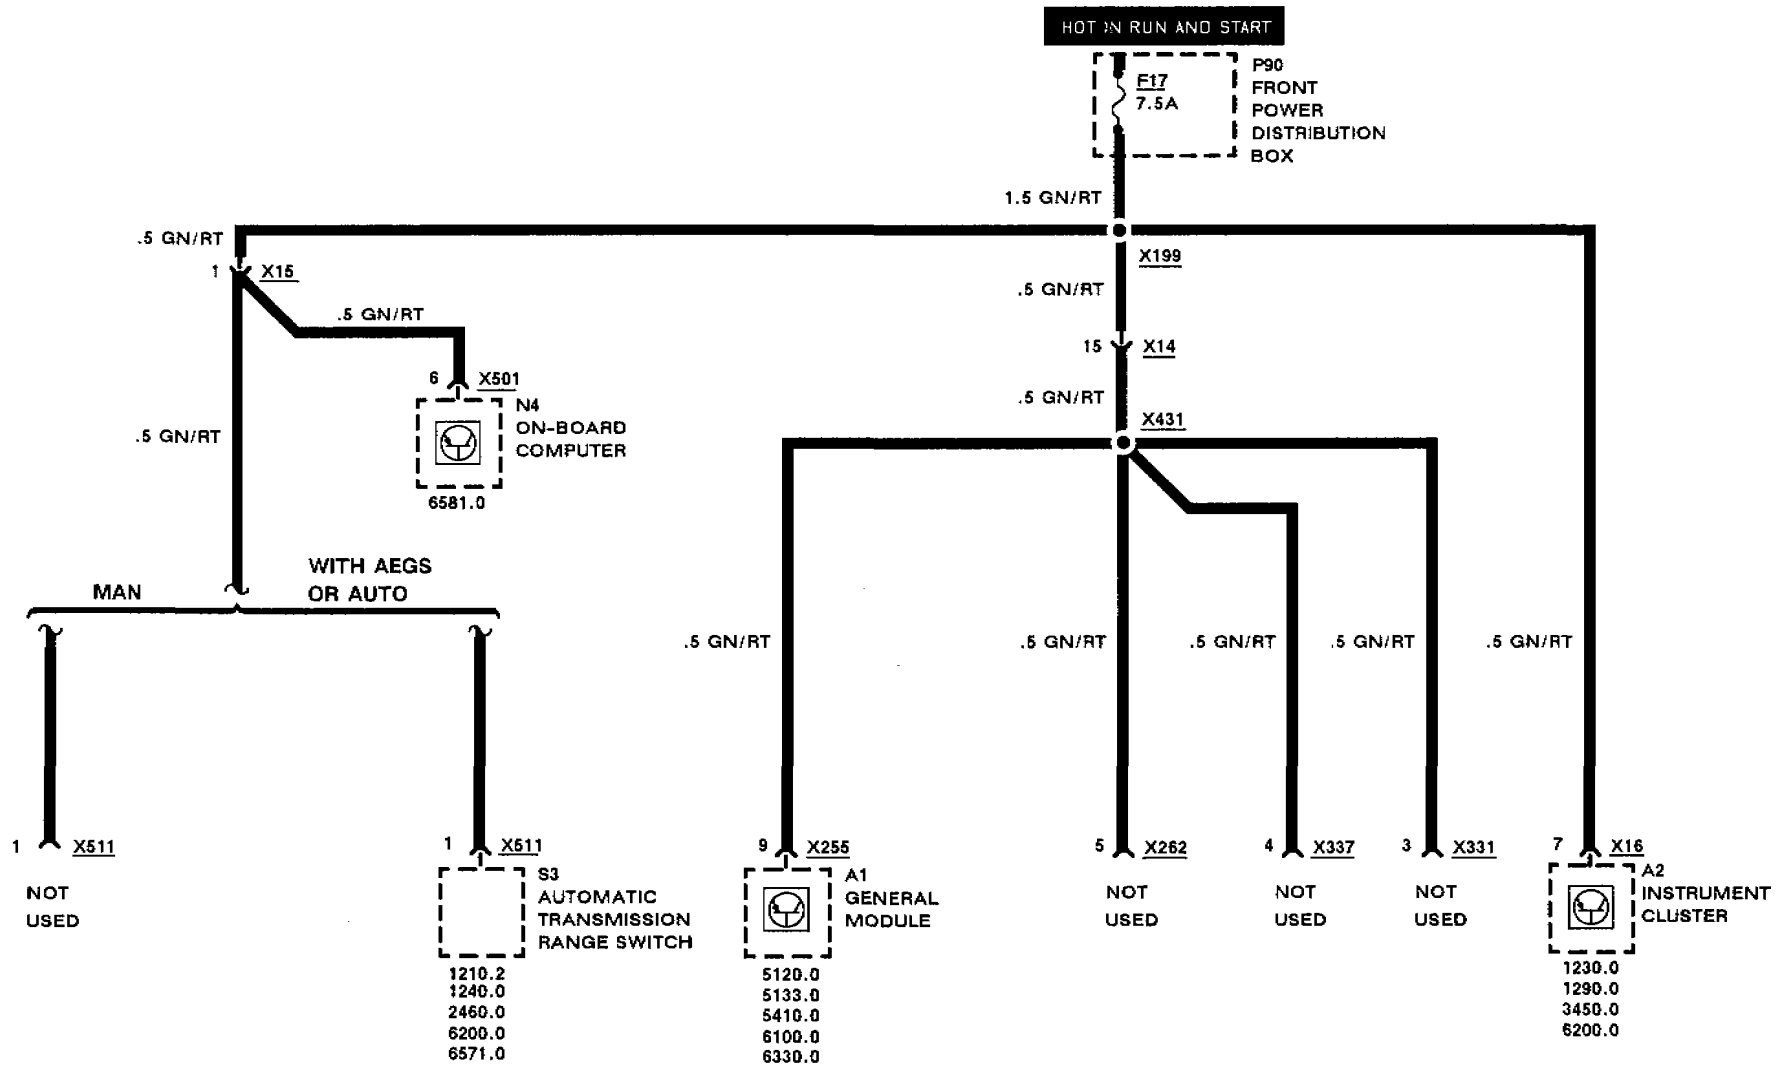 HOT IN RUN AND START
F17
7.5A
P90
FRONT
POWER
DISTRIBUTION
BOX
1.5 GN/RT
.5 GN/RT
X199
1
X15
.5 GN/RT
.5 GN/RT
15
X14
6
X501
N4
ON-BOARD
COMPUTER
6581.0
.5 GN/RT
.5 GN/RT
X431
MAN
WITH AEGS
OR AUTO
.5 GN/RT
.5 GN/RT
.5 GN/RT
.5 GN/RT
.5 GN/RT
1
X511
NOT
USED
1
X511
S3
AUTOMATIC
TRANSMISSION
RANGE SWITCH
1210.2
1240.0
2460.0
6200.0
6571.0
9
X255
A1
GENERAL
MODULE
5120.0
5133.0
5410.0
6100.0
6330.0
5
X262
NOT
USED
4
X337
NOT
USED
3
X331
NOT
USED
7
X16
A2
INSTRUMENT
CLUSTER
1230.0
1290.0
3450.0
6200.0